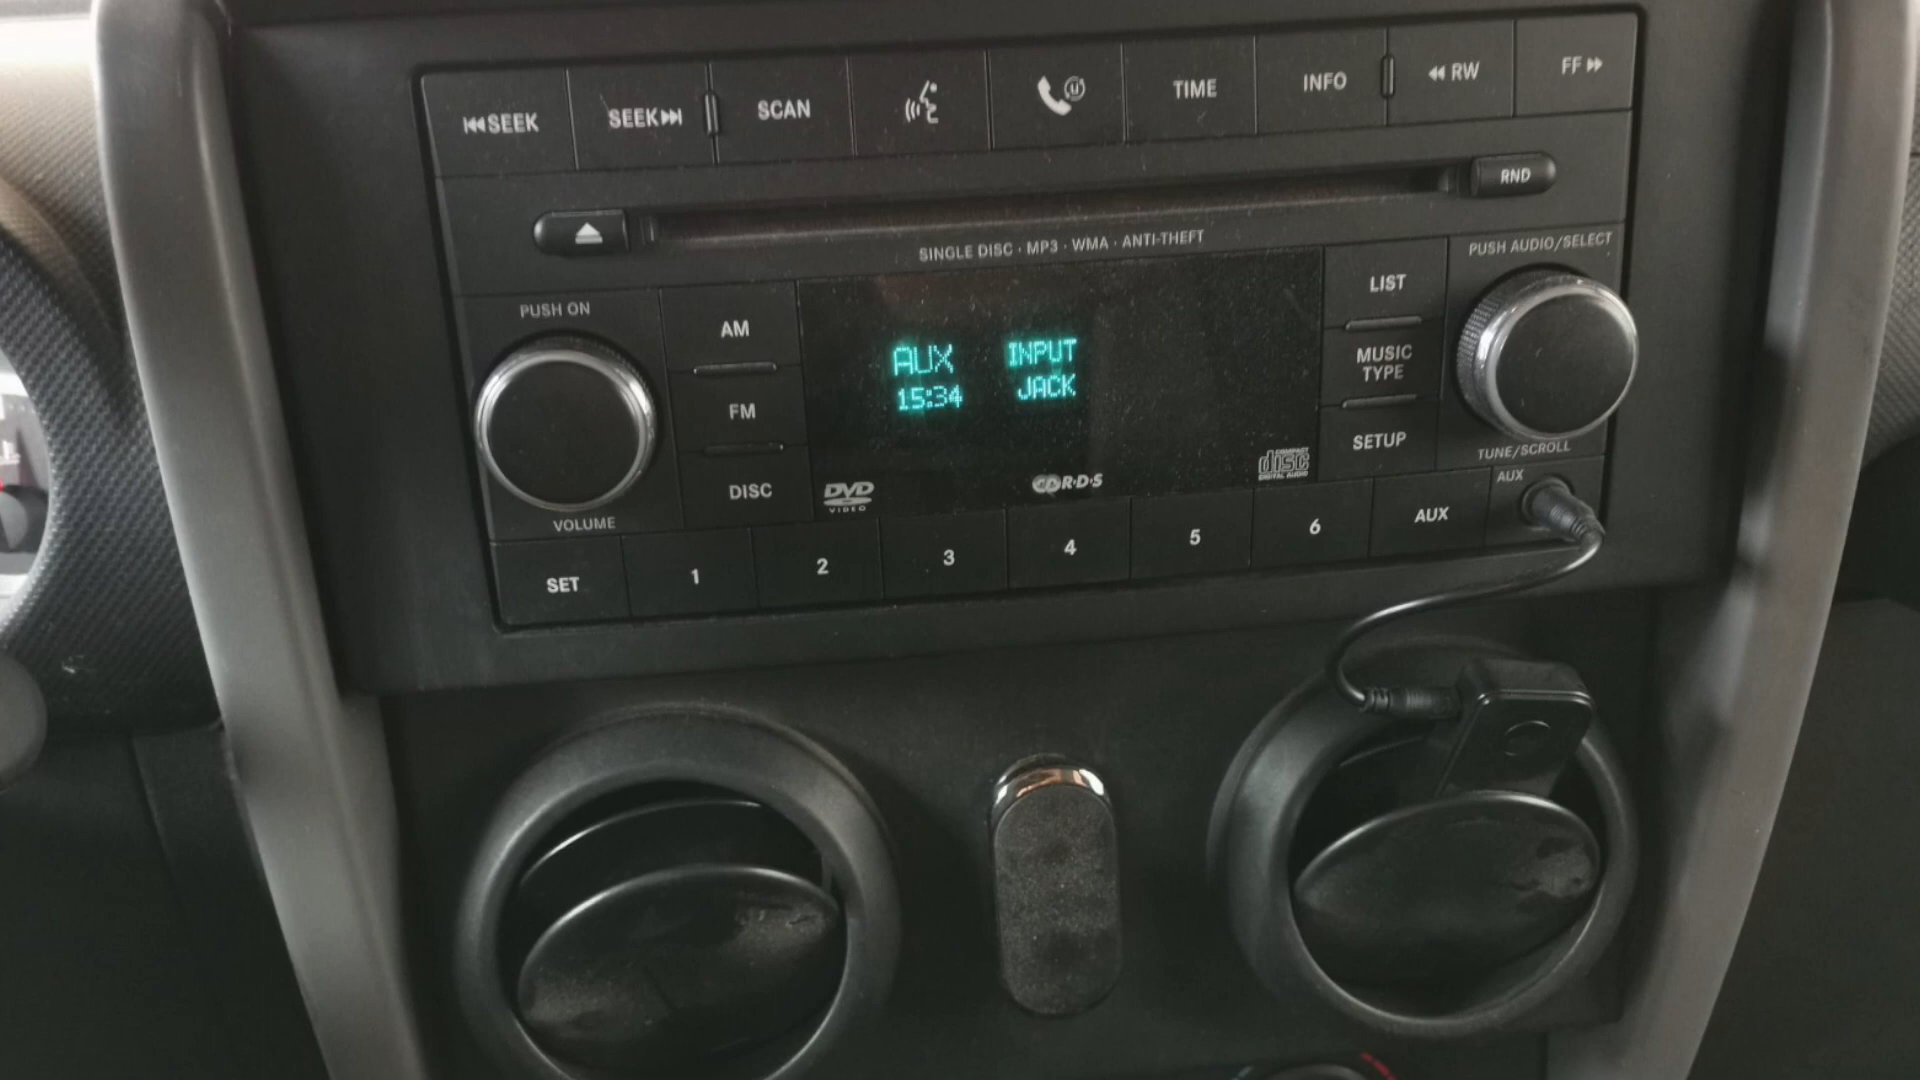 SEEK
SEEK
SCAN
TIME
INFO
RW
FF
RND
SINGLE DISC · MP3 · WMA · ANTI-THEFT
PUSH ON
VOLUME
AM
FM
DISC
AUX INPUT
15:34 JACK
DVD
VIDEO
R·D·S
COMPACT
disc
DIGITAL AUDIO
LIST
MUSIC
TYPE
SETUP
PUSH AUDIO/SELECT
TUNE/SCROLL
AUX
SET
1
2
3
4
5
6
AUX